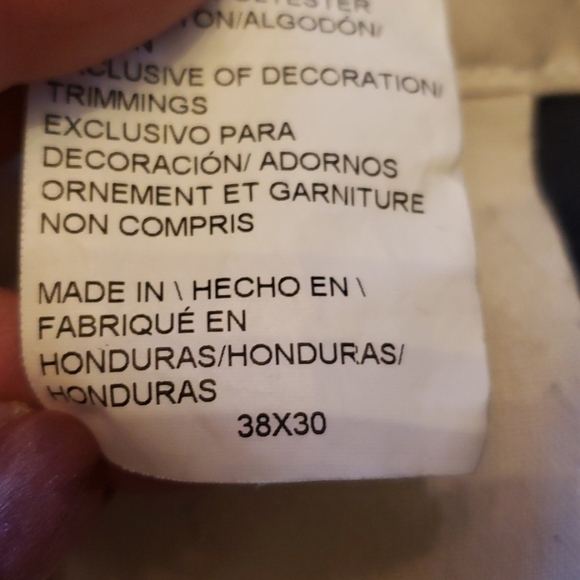 COTTON/ALGODÓN/
EXCLUSIVE OF DECORATION/
TRIMMINGS
EXCLUSIVO PARA
DECORACIÓN/ ADORNOS
ORNEMENT ET GARNITURE
NON COMPRIS
MADE IN \ HECHO EN \
FABRIQUÉ EN
HONDURAS/HONDURAS/
HONDURAS
38X30